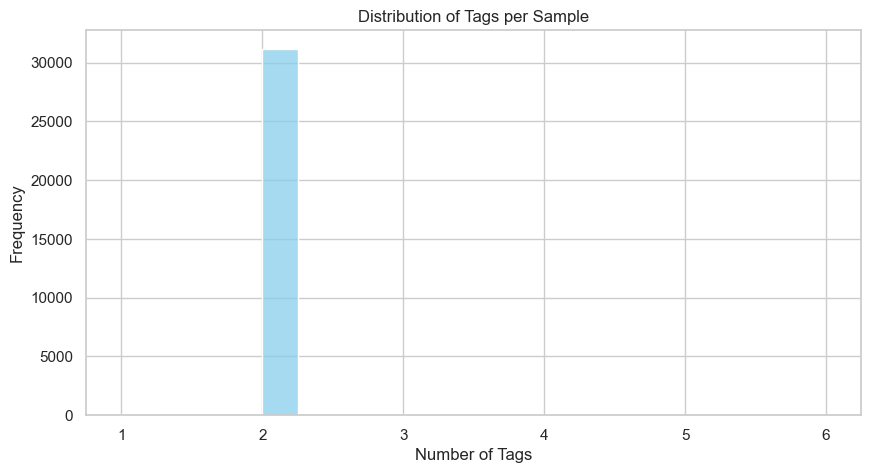 Distribution of Tags per Sample
30000
25000
20000
15000
10000
5000
0
Frequency
1 2 3 4 5 6
Number of Tags